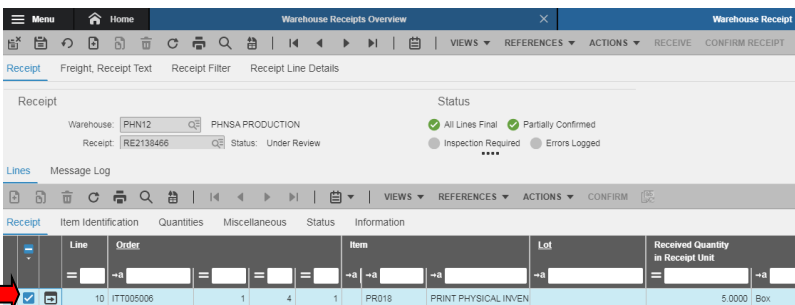 Menu Home Warehouse Receipts Overview Warehouse Receipt
VIEWS REFERENCES ACTIONS RECEIVE CONFIRM RECEIPT
Receipt Freight, Receipt Text Receipt Filter Receipt Line Details
Receipt Status
Warehouse: PHN12 PHNSA PRODUCTION All Lines Final Partially Confirmed
Receipt: RE2138466 Status: Under Review Inspection Required Errors Logged
Lines Message Log
VIEWS REFERENCES ACTIONS CONFIRM
Receipt Item Identification Quantities Miscellaneous Status Information
Line Order Item Lot Received Quantity
in Receipt Unit
= →a = = = →a →a →a →a = →a
10 ITT005006 1 4 1 PR018 PRINT PHYSICAL INVEN 5.0000 Box